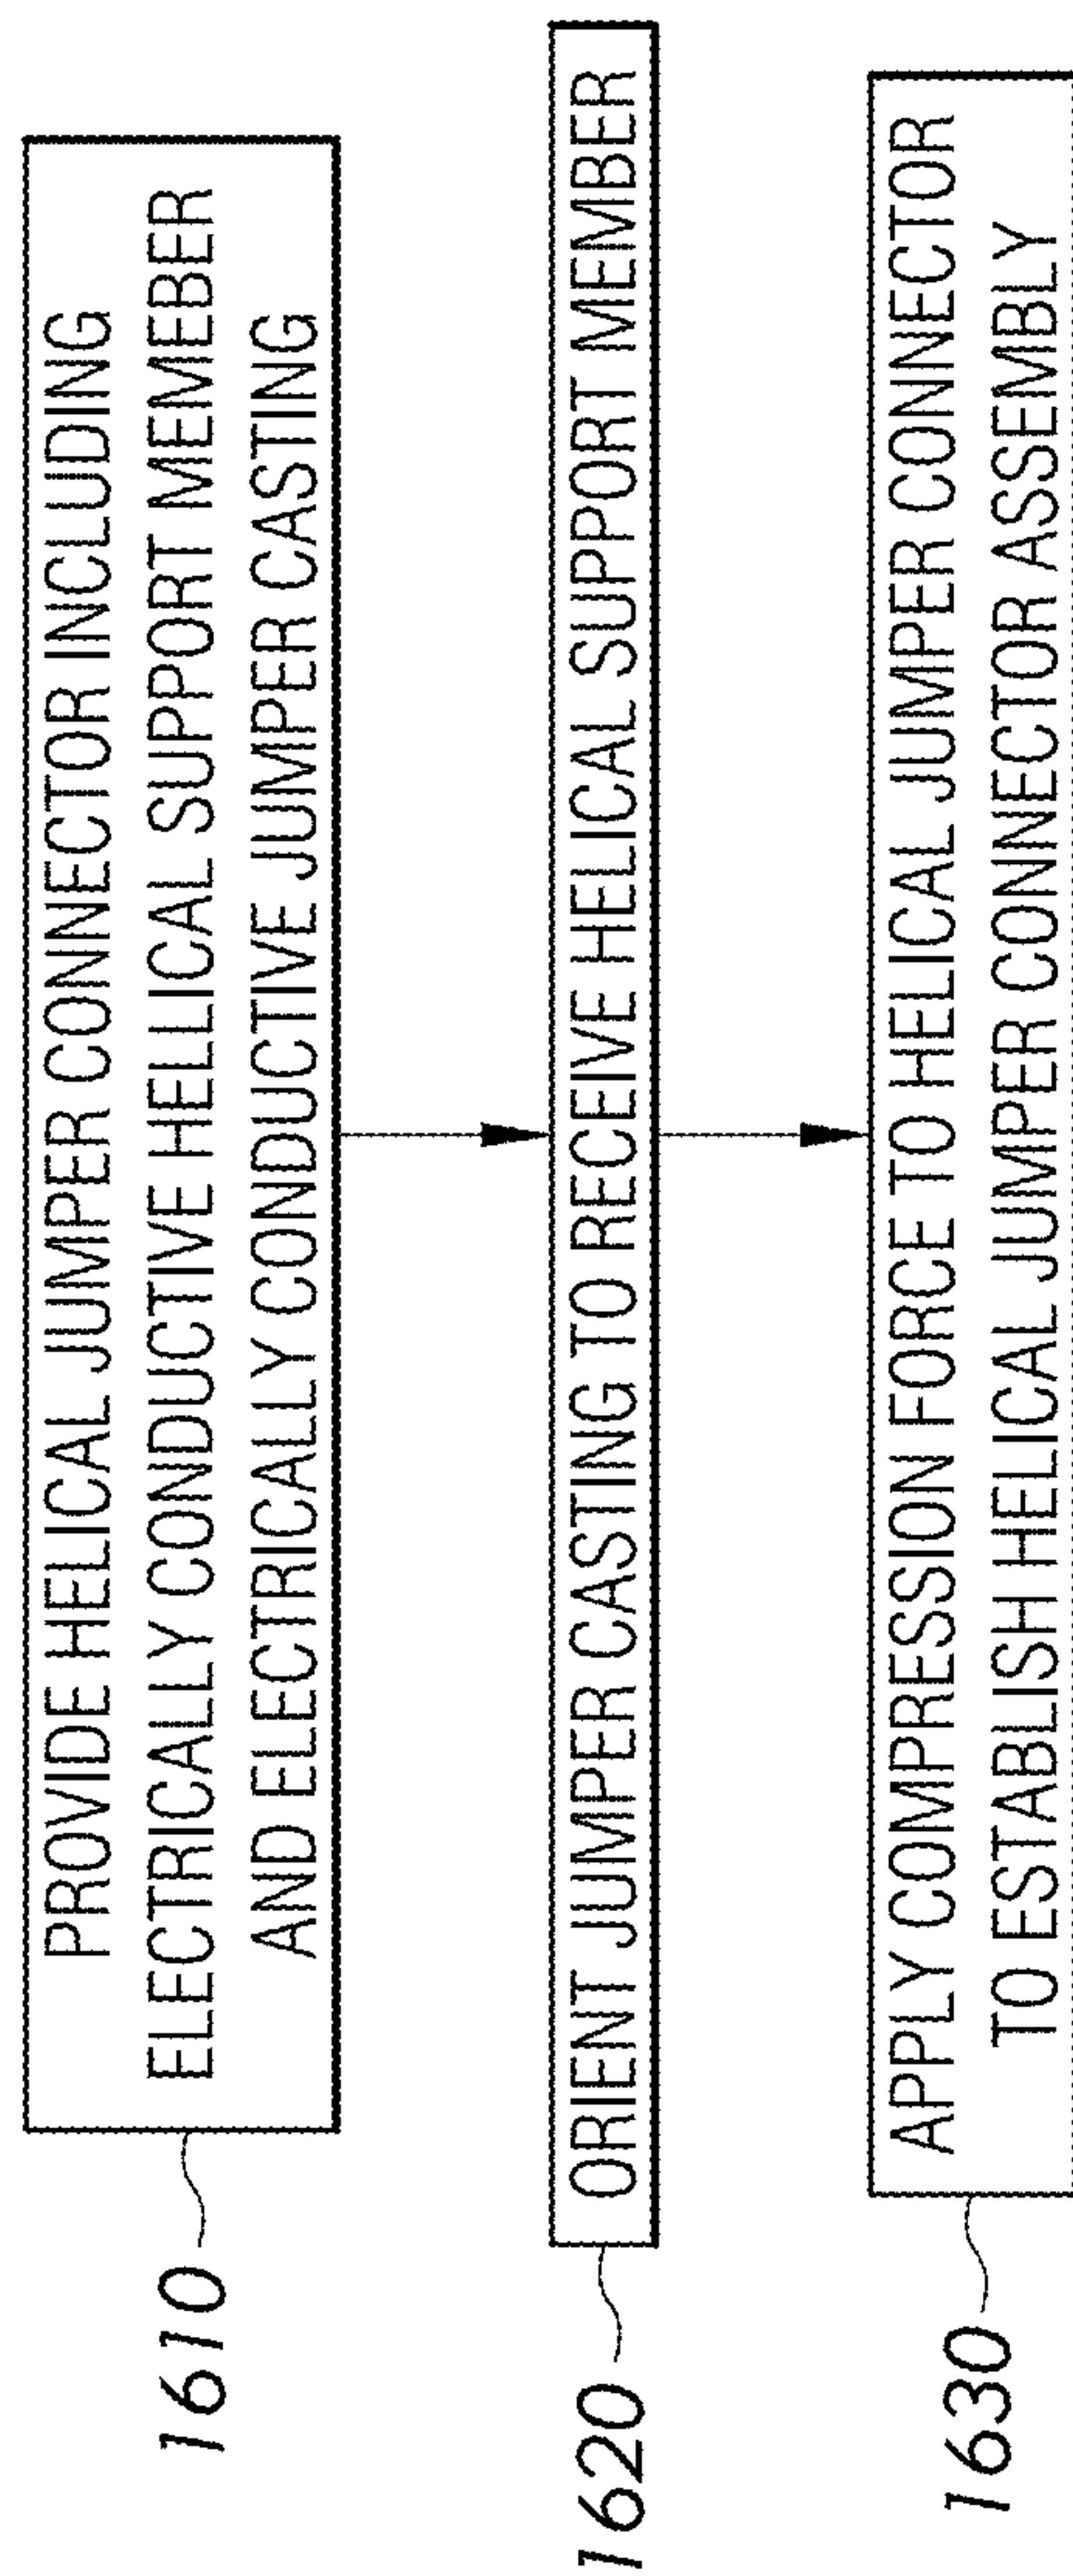 PROVIDE HELICAL JUMPER CONNECTOR INCLUDING
ELECTRICALLY CONDUCTIVE HELLICAL SUPPORT MEMEBER
AND ELECTRICALLY CONDUCTIVE JUMPER CASTING
1610
ORIENT JUMPER CASTING TO RECEIVE HELICAL SUPPORT MEMBER
1620
APPLY COMPRESSION FORCE TO HELICAL JUMPER CONNECTOR
TO ESTABLISH HELICAL JUMPER CONNECTOR ASSEMBLY
1630